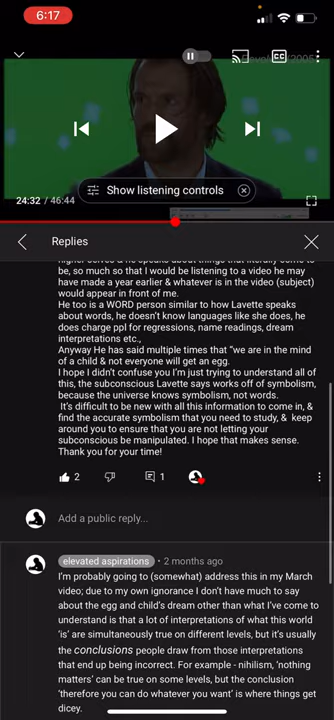 6:17
CC
Show listening controls
24:32 / 46:44
Replies
higher selves & he speaks about things that literally come to
be, so much so that I would be listening to a video he may
have made a year earlier & whatever is in the video (subject)
would appear in front of me.
He too is a WORD person similar to how Lavette speaks
about words, he doesn't know languages like she does, he
does charge ppl for regressions, name readings, dream
interpretations etc.,
Anyway He has said multiple times that "we are in the mind
of a child & not everyone will get an egg.
I hope I didn't confuse you I'm just trying to understand all of
this, the subconscious Lavette says works off of symbolism,
because the universe knows symbolism, not words.
It's difficult to be new with all this information to come in, &
find the accurate symbolism that you need to study, & keep
around you to ensure that you are not letting your
subconscious be manipulated. I hope that makes sense.
Thank you for your time!
2
1
Add a public reply...
elevated aspirations • 2 months ago
I'm probably going to (somewhat) address this in my March
video; due to my own ignorance I don't have much to say
about the egg and child's dream other than what I've come to
understand is that a lot of interpretations of what this world
'is' are simultaneously true on different levels, but it's usually
the conclusions people draw from those interpretations
that end up being incorrect. For example - nihilism, 'nothing
matters' can be true on some levels, but the conclusion
'therefore you can do whatever you want' is where things get
dicey.